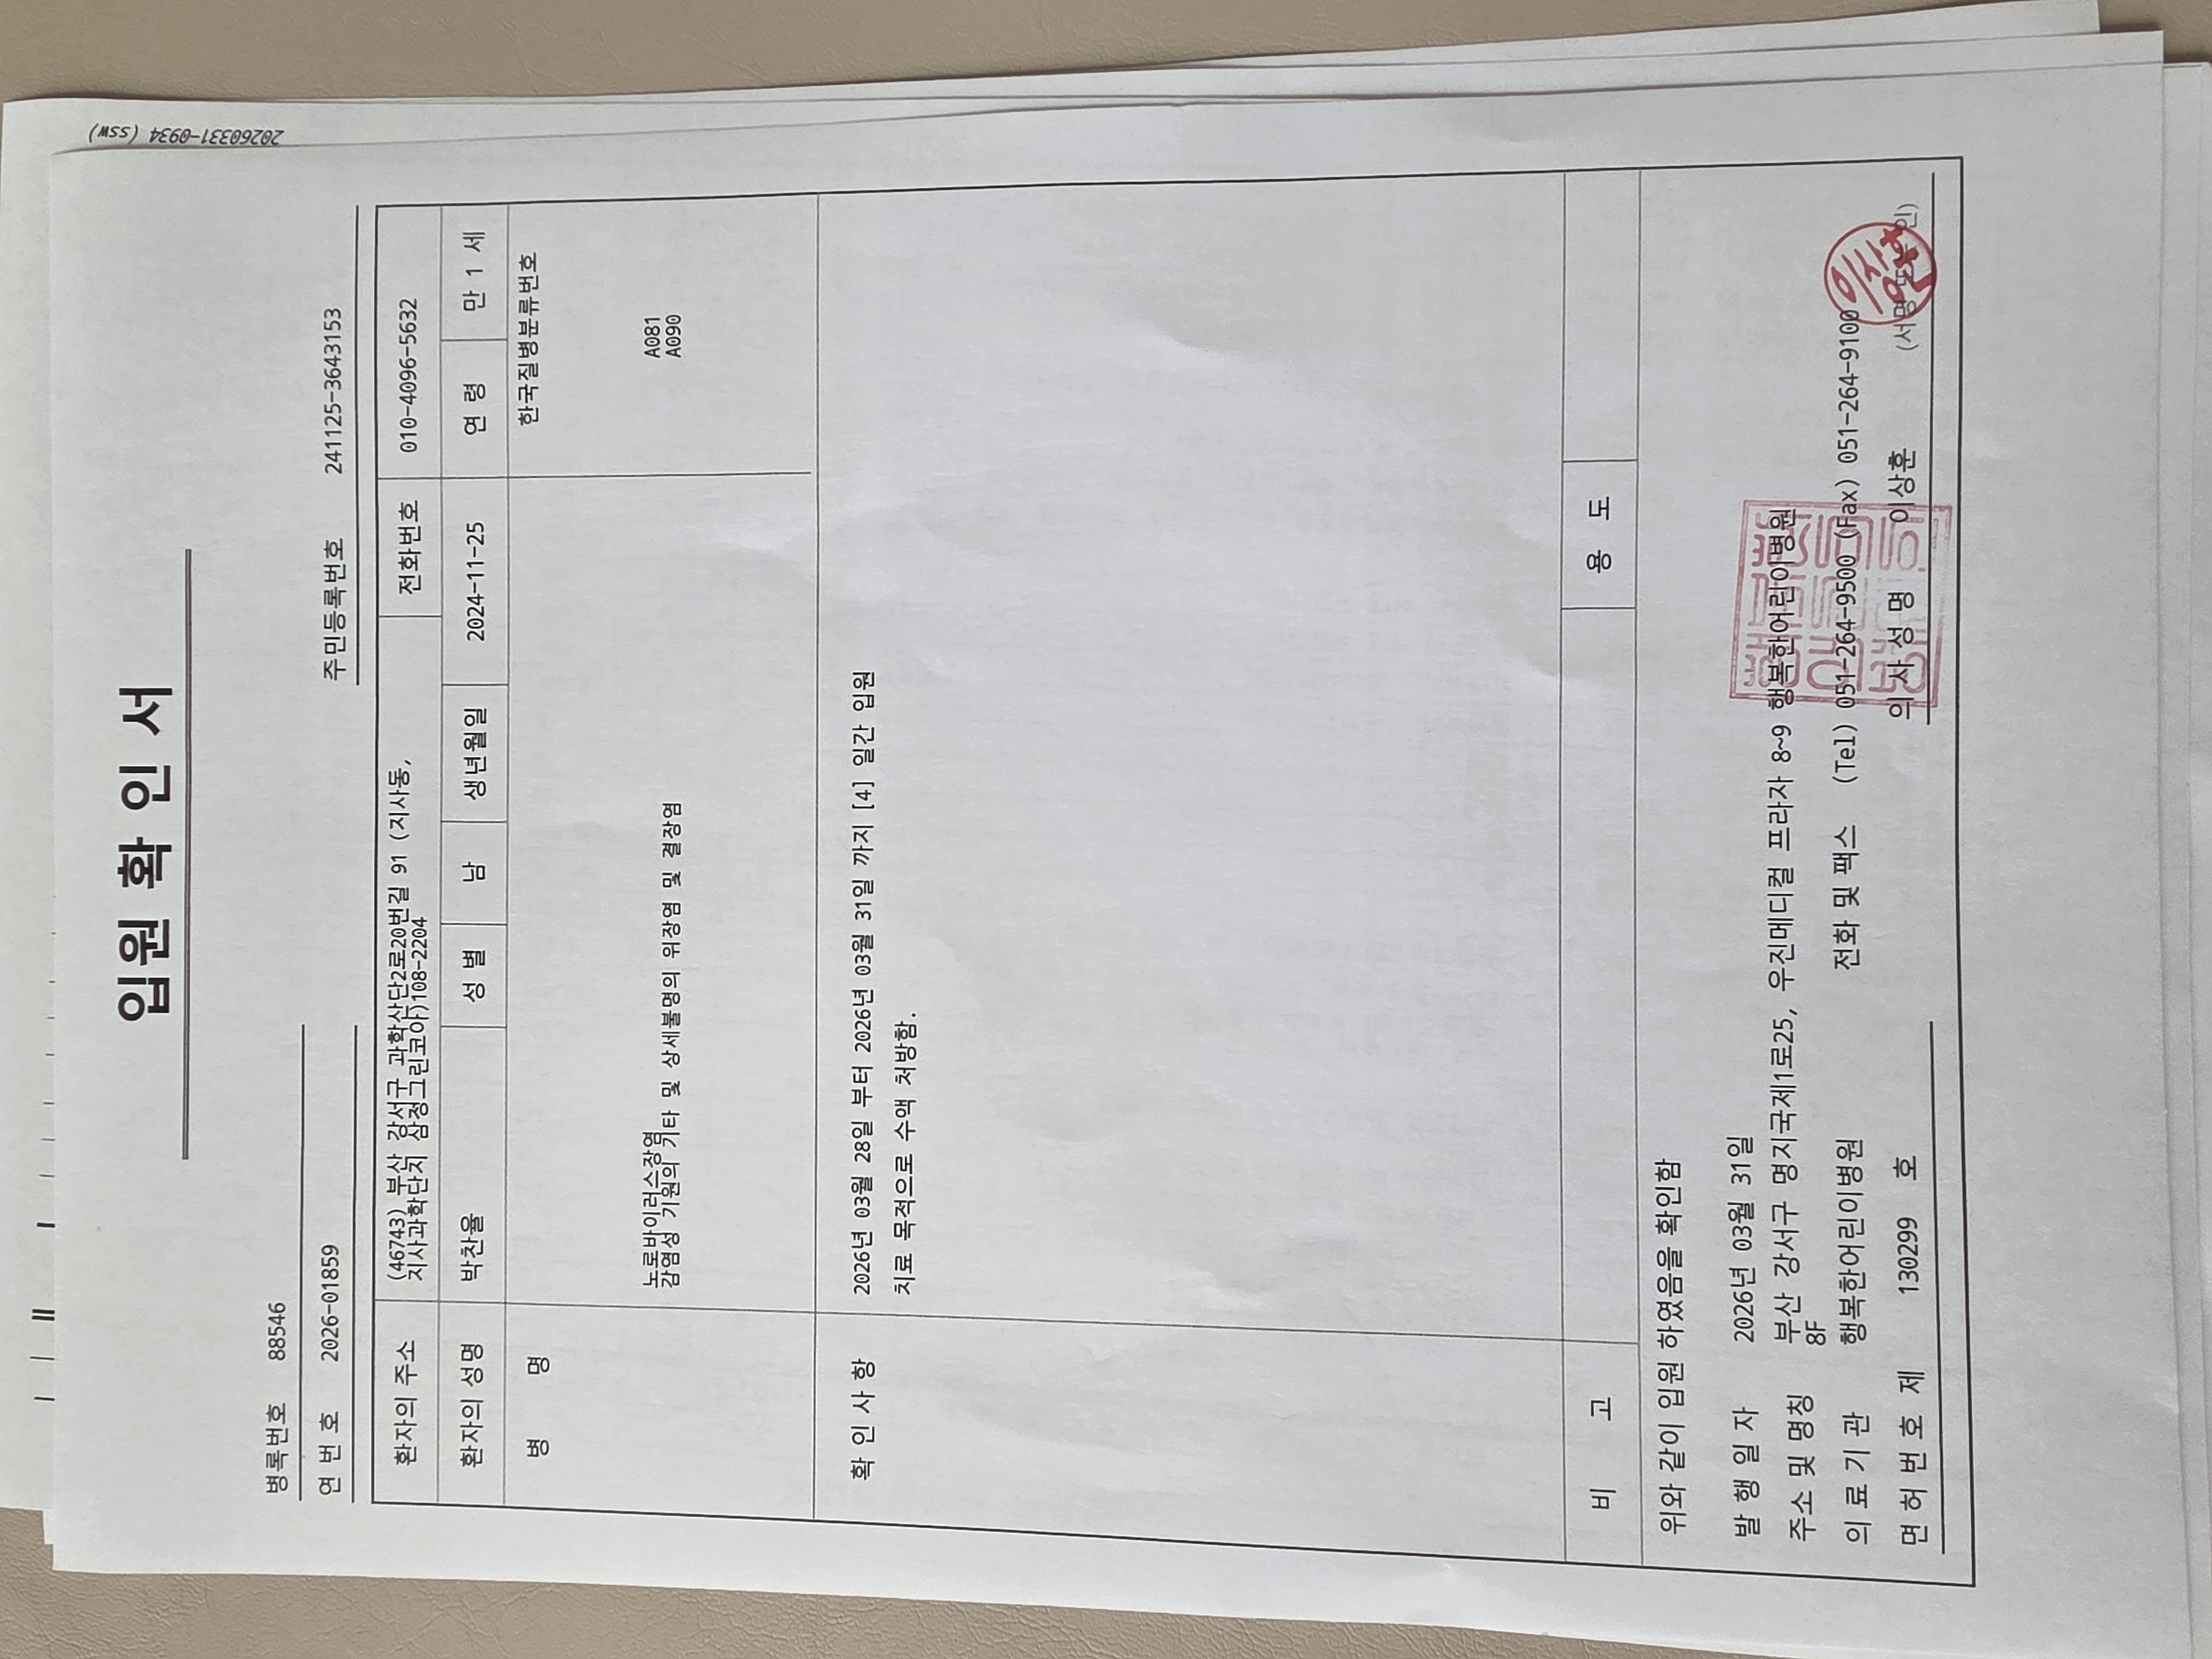 20260331-0934 (ssw)
입 원 확 인 서
병록번호 88546
연 번 호 2026-01859
주민등록번호 241125-3643153
환자의 주소 (46743) 부산 강서구 과학산단2로20번길 91 (지사동,
지사과학단지 삼정그린코아)108-2204
전화번호 010-4096-5632
환자의 성명 박찬율 성 별 남 생년월일 2024-11-25 연 령 만 1 세
병 명
한국질병분류번호
노로바이러스장염 A081
감염성 기원의 기타 및 상세불명의 위장염 및 결장염 A090
확 인 사 항 2026년 03월 28일 부터 2026년 03월 31일 까지 [4] 일간 입원
치료 목적으로 수액 처방함.
비 고 용 도
위와 같이 입원 하였음을 확인함
발 행 일 자 2026년 03월 31일
주소 및 명칭 부산 강서구 명지국제1로25, 우진메디컬 프라자 8~9 행복한어린이병원
8F
의 료 기 관 행복한어린이병원 전화 및 팩스 (Tel) 051-264-9500 (Fax) 051-264-9100
면 허 번 호 제 130299 호 의 사 성 명 이상훈 (서명 또는 인)